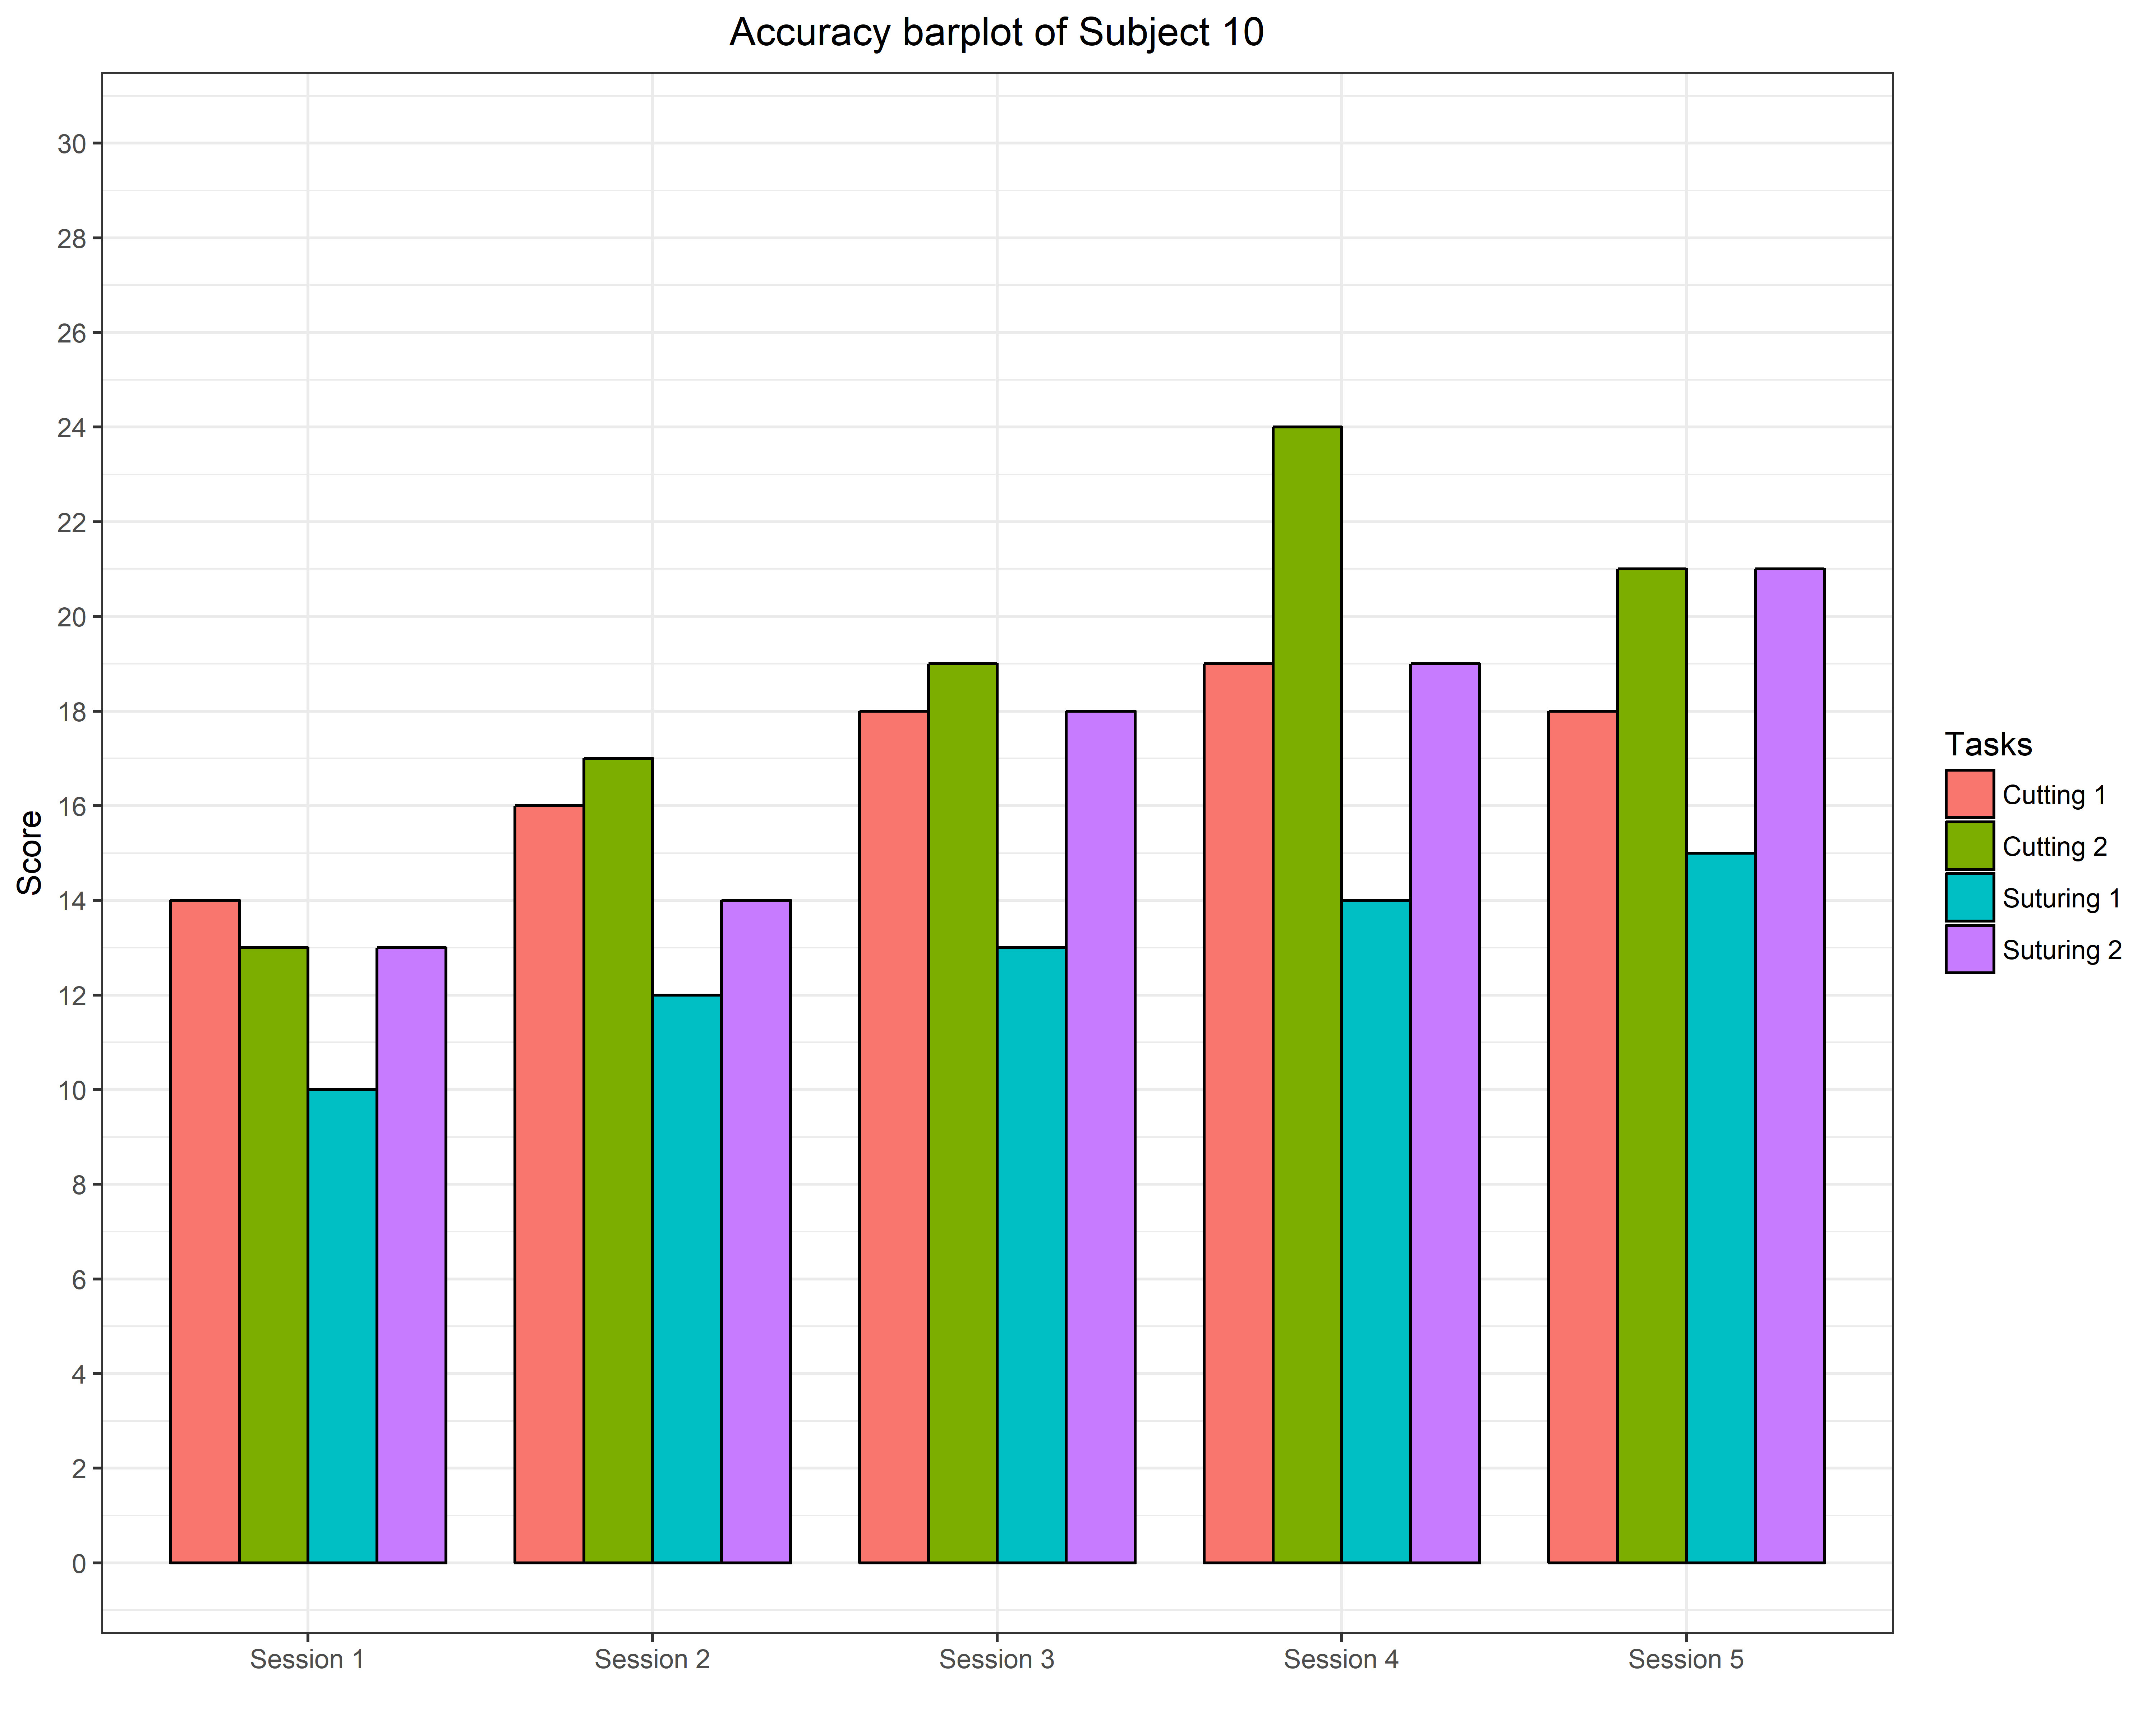 Accuracy barplot of Subject 10
Score
30
28
26
24
22
20
18
16
14
12
10
8
6
4
2
0
Session 1
Session 2
Session 3
Session 4
Session 5
Tasks
Cutting 1
Cutting 2
Suturing 1
Suturing 2